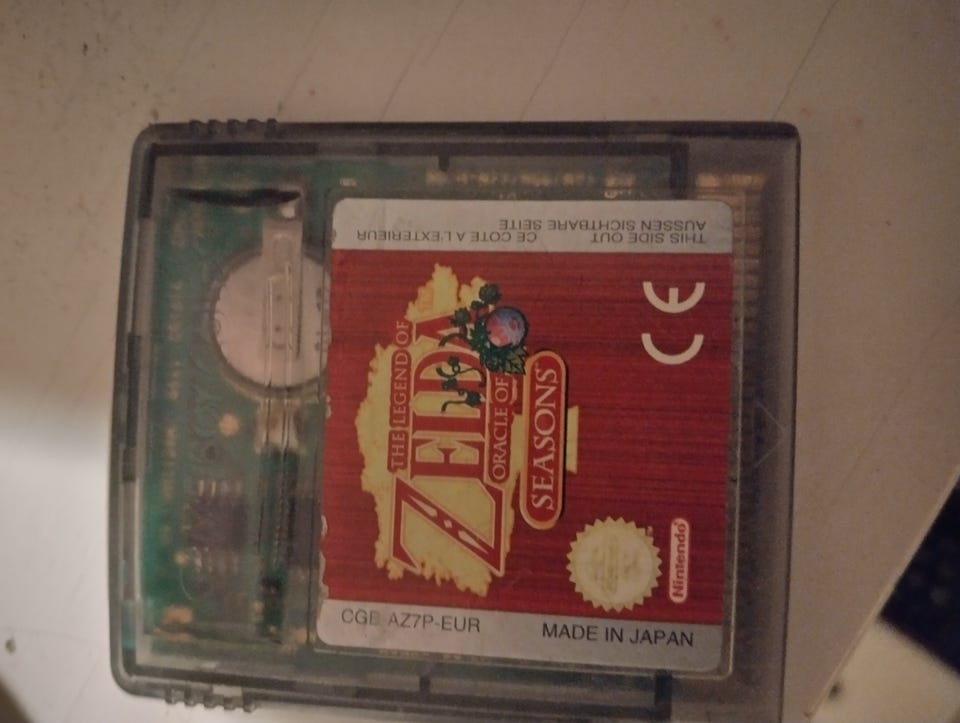 THIS SIDE OUT CE COTE A L'EXTERIEUR
AUSSEN SICHTBARE SEITE
THE LEGEND OF
ZELDA
ORACLE OF
SEASONS
CE
Nintendo
CGB AZ7P-EUR
MADE IN JAPAN